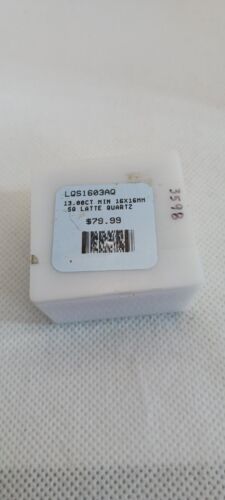 LQS1603AQ
13.00CT MIN 16X16MM
SQ LATTE QUARTZ
$79.99
3598